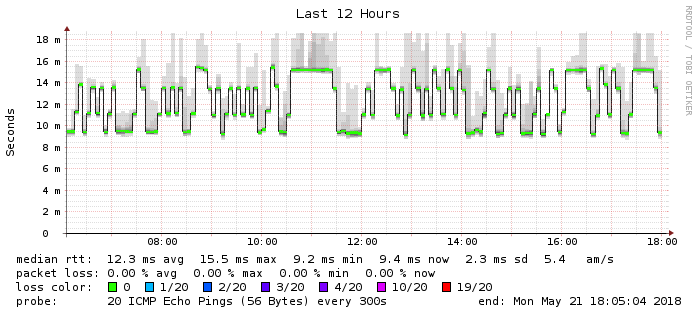 Last 12 Hours
RRDTOOL / TOBI OETIKER
Seconds
18 m
16 m
14 m
12 m
10 m
8 m
6 m
4 m
2 m
0
08:00 10:00 12:00 14:00 16:00 18:00
median rtt: 12.3 ms avg 15.5 ms max 9.2 ms min 9.4 ms now 2.3 ms sd 5.4 am/s
packet loss: 0.00 % avg 0.00 % max 0.00 % min 0.00 % now
loss color: 0 1/20 2/20 3/20 4/20 10/20 19/20
probe: 20 ICMP Echo Pings (56 Bytes) every 300s end: Mon May 21 18:05:04 2018